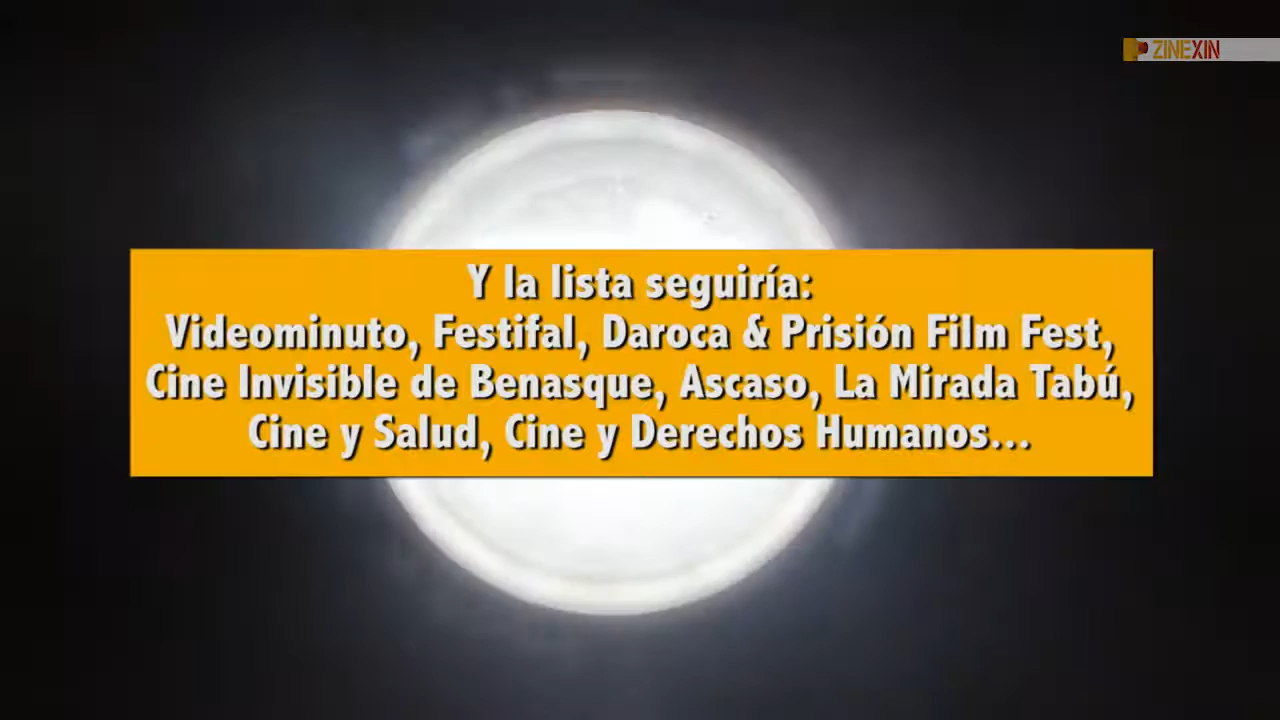 ZINEXIN
Y la lista seguiría:
Videominuto, Festifal, Daroca & Prisión Film Fest,
Cine Invisible de Benasque, Ascaso, La Mirada Tabú,
Cine y Salud, Cine y Derechos Humanos...